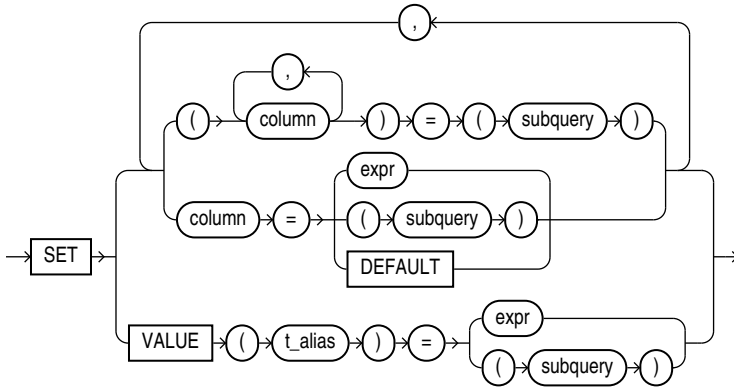 ,
,
( column ) = ( subquery )
expr
column = ( subquery )
SET DEFAULT
expr
VALUE ( t_alias ) =
( subquery )